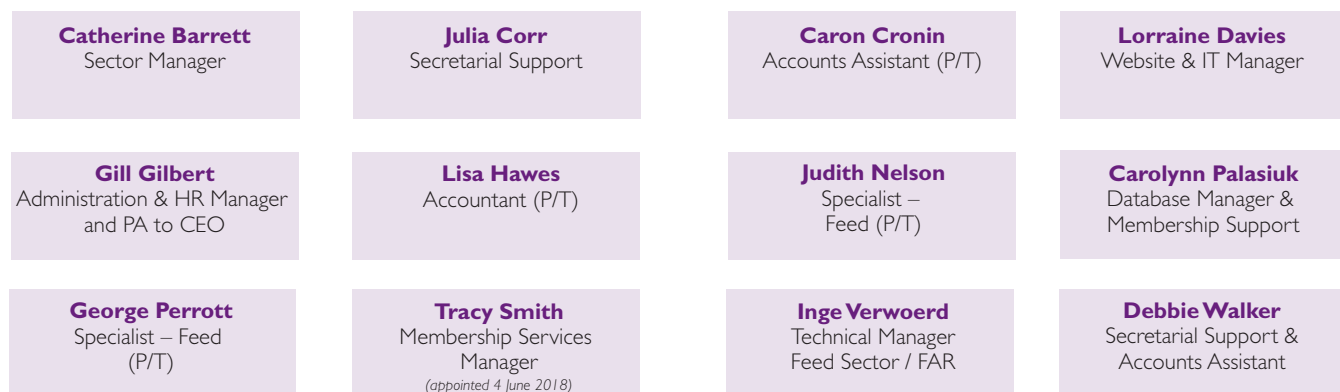 Catherine Barrett
Sector Manager
Julia Corr
Secretarial Support
Caron Cronin
Accounts Assistant (P/T)
Lorraine Davies
Website & IT Manager
Gill Gilbert
Administration & HR Manager
and PA to CEO
Lisa Hawes
Accountant (P/T)
Judith Nelson
Specialist –
Feed (P/T)
Carolynn Palasiuk
Database Manager &
Membership Support
George Perrott
Specialist – Feed
(P/T)
Tracy Smith
Membership Services
Manager
(appointed 4 June 2018)
Inge Verwoerd
Technical Manager
Feed Sector / FAR
Debbie Walker
Secretarial Support &
Accounts Assistant